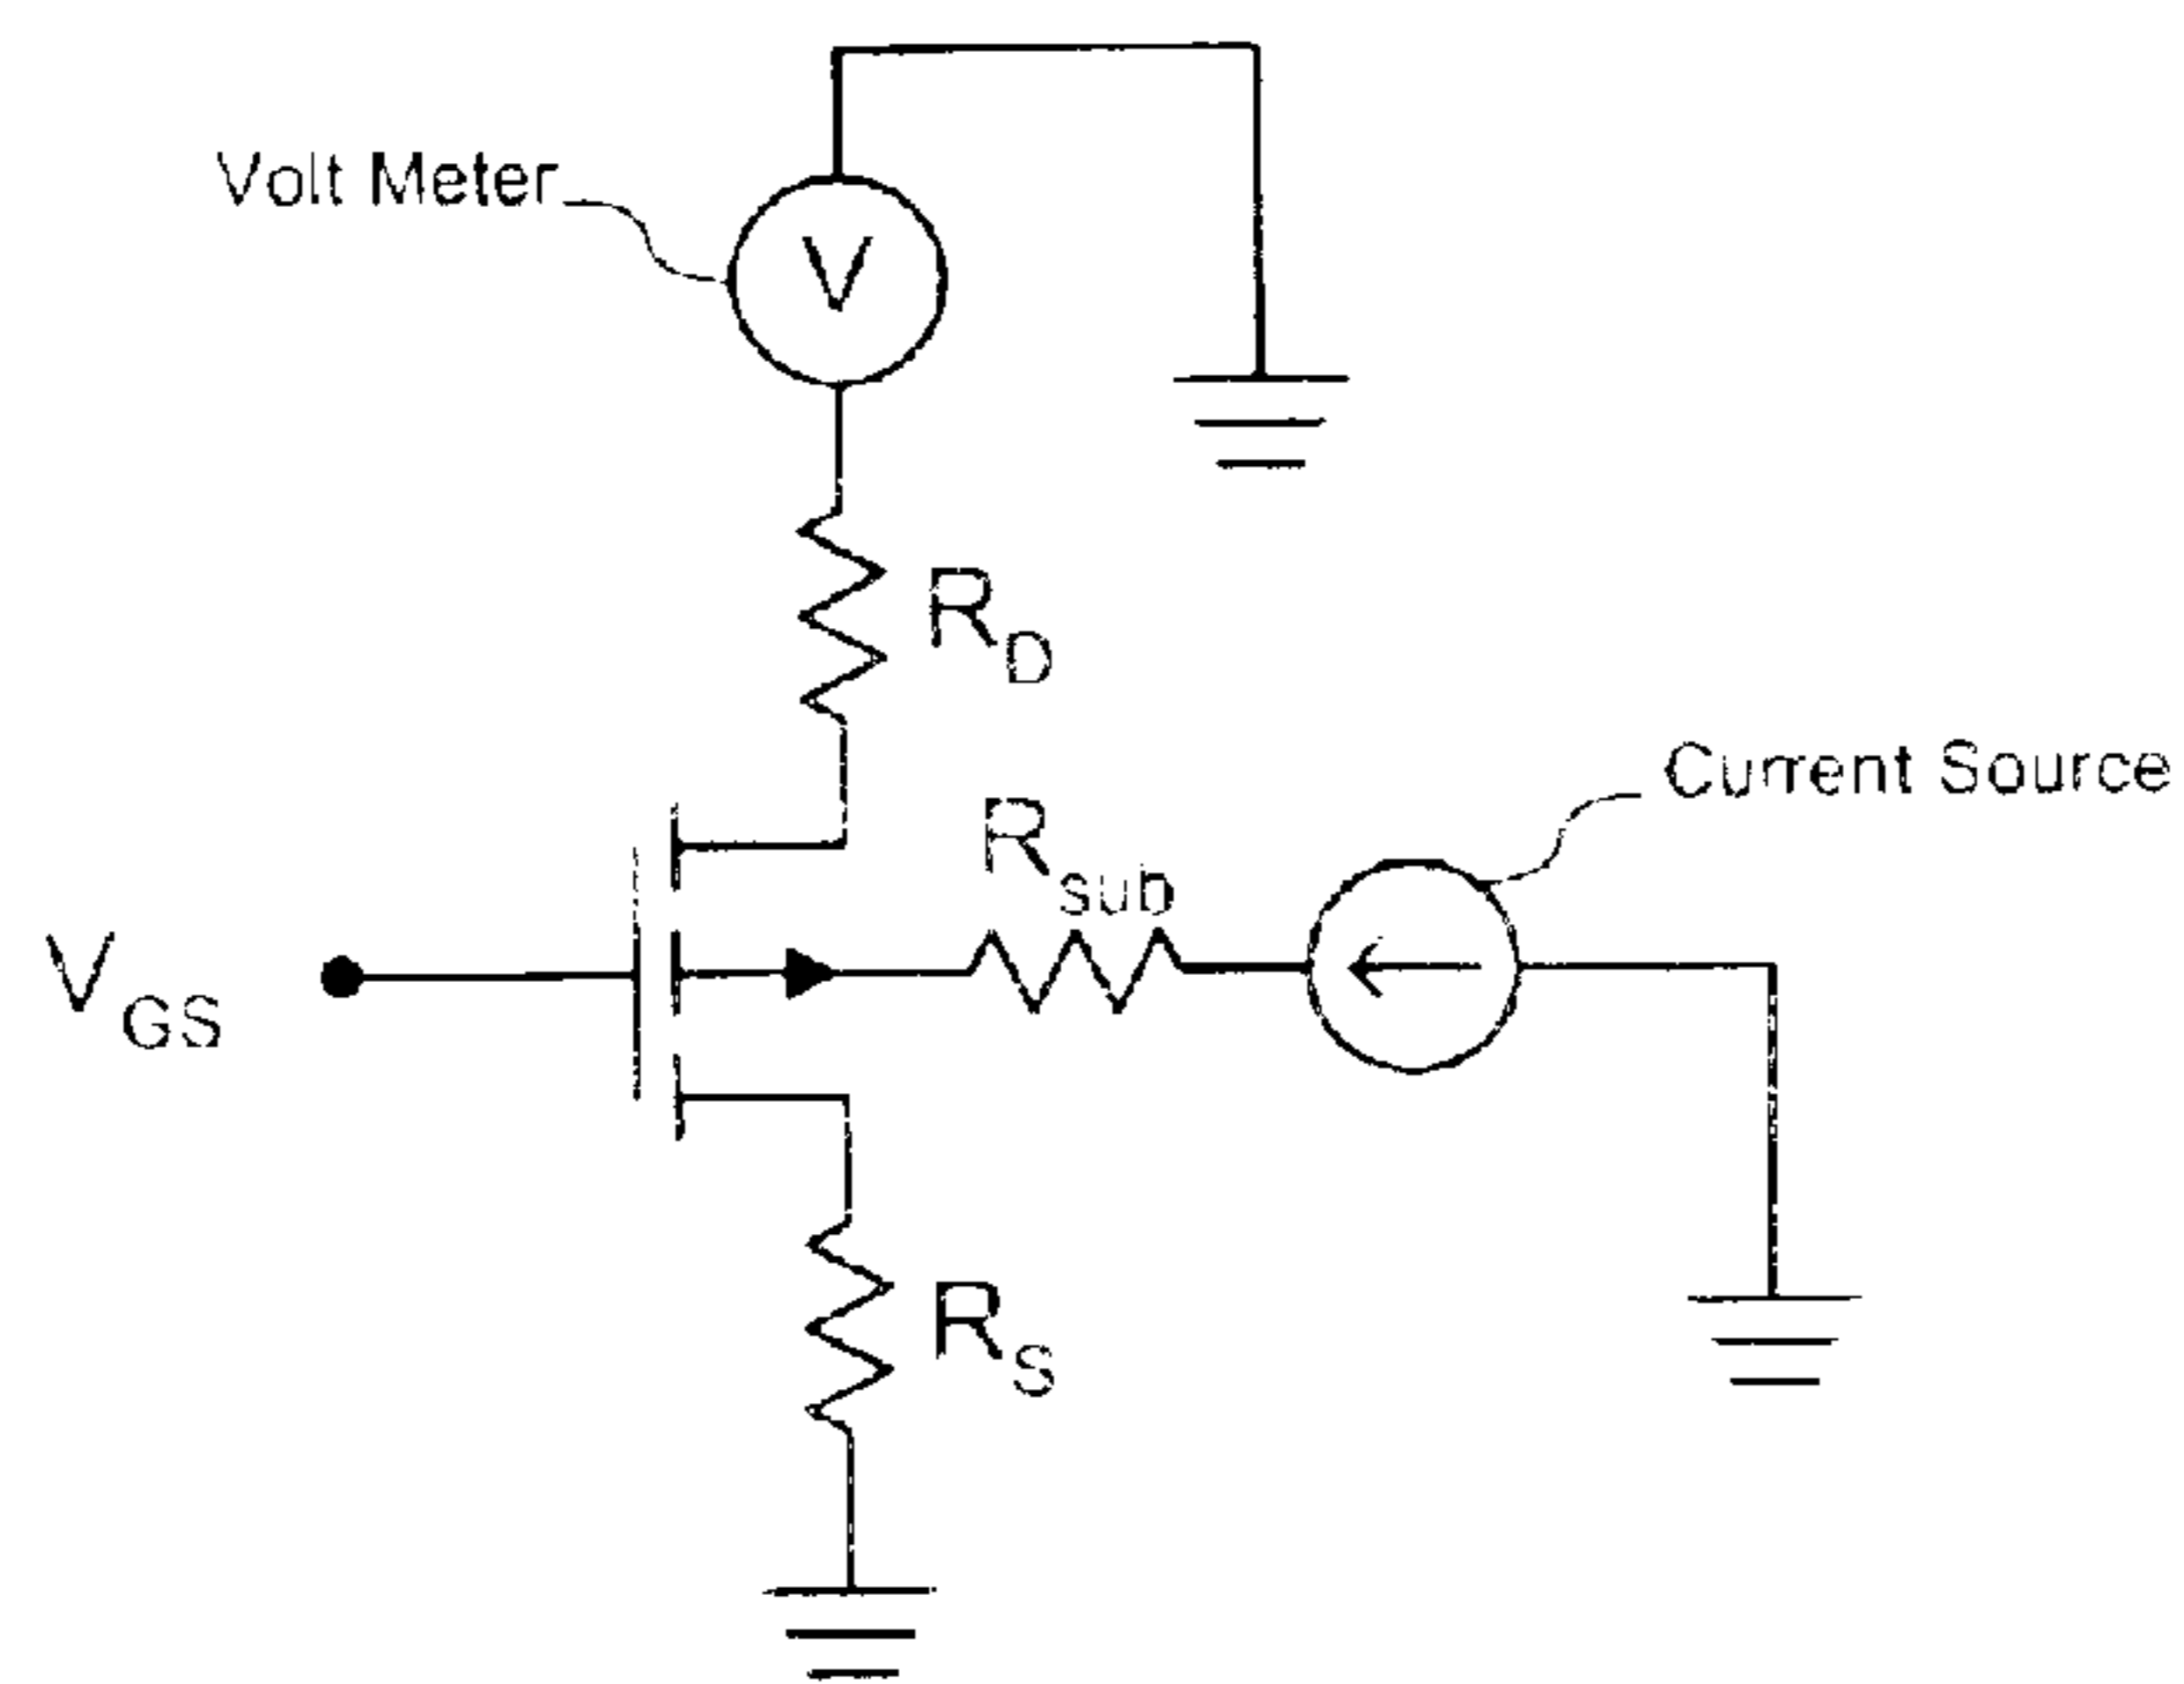 Volt Meter
V
R_D
Current Source
R_sub
V_GS
R_S